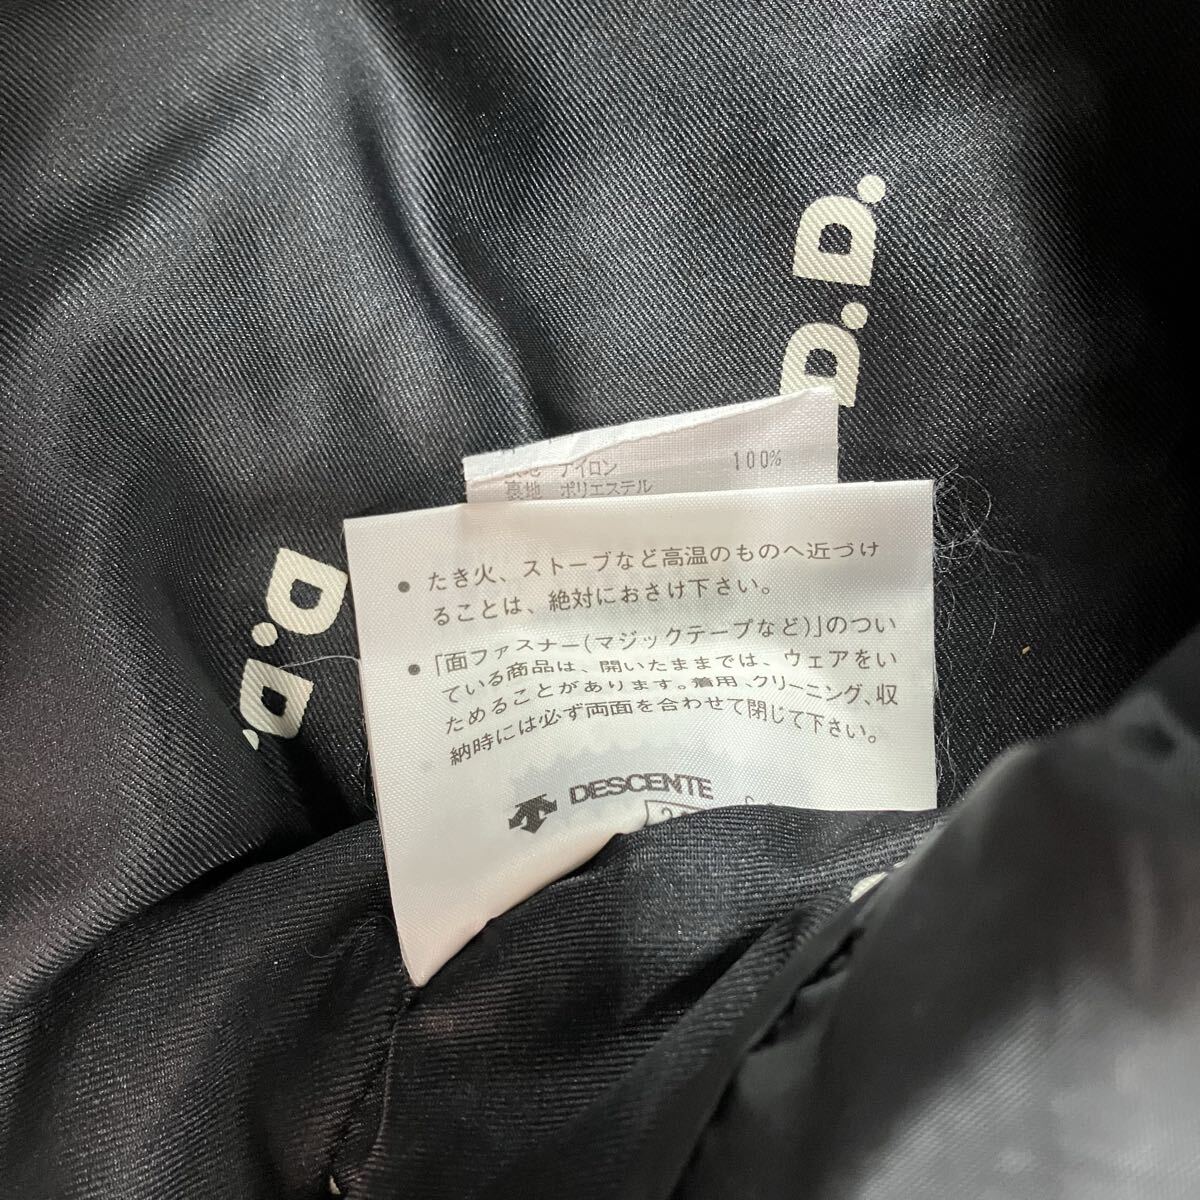 D.
D.
表地 ナイロン 100%
裏地 ポリエステル
• たき火、ストーブなど高温のものへ近づけ
ることは、絶対におさけ下さい。
• 「面ファスナー(マジックテープなど)」のつい
ている商品は、開いたままでは、ウェアをい
ためることがあります。着用、クリーニング、収
納時には必ず両面を合わせて閉じて下さい。
DESCENTE
D.D.